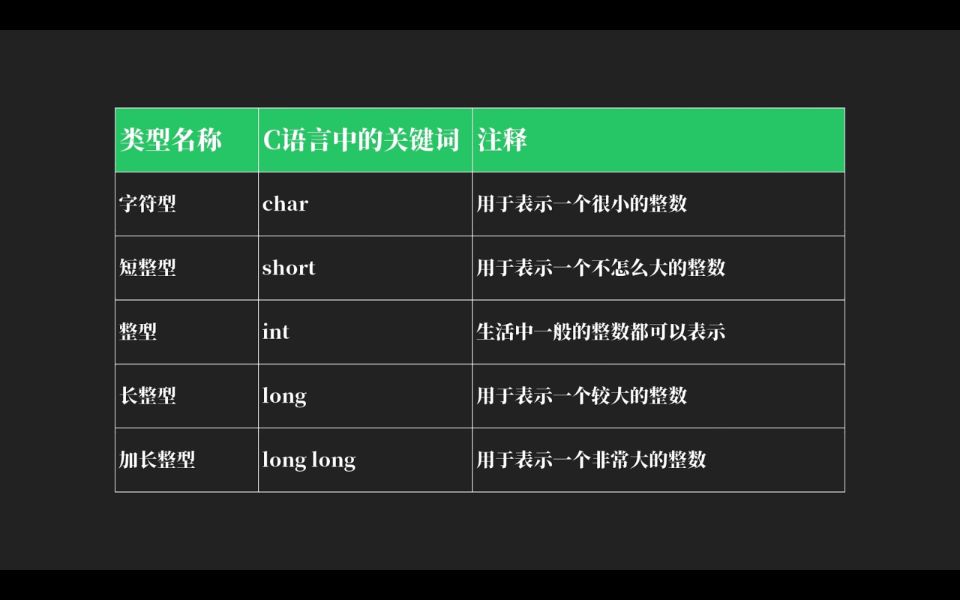 类型名称 C语言中的关键词 注释
字符型 char 用于表示一个很小的整数
短整型 short 用于表示一个不怎么大的整数
整型 int 生活中一般的整数都可以表示
长整型 long 用于表示一个较大的整数
加长整型 long long 用于表示一个非常大的整数